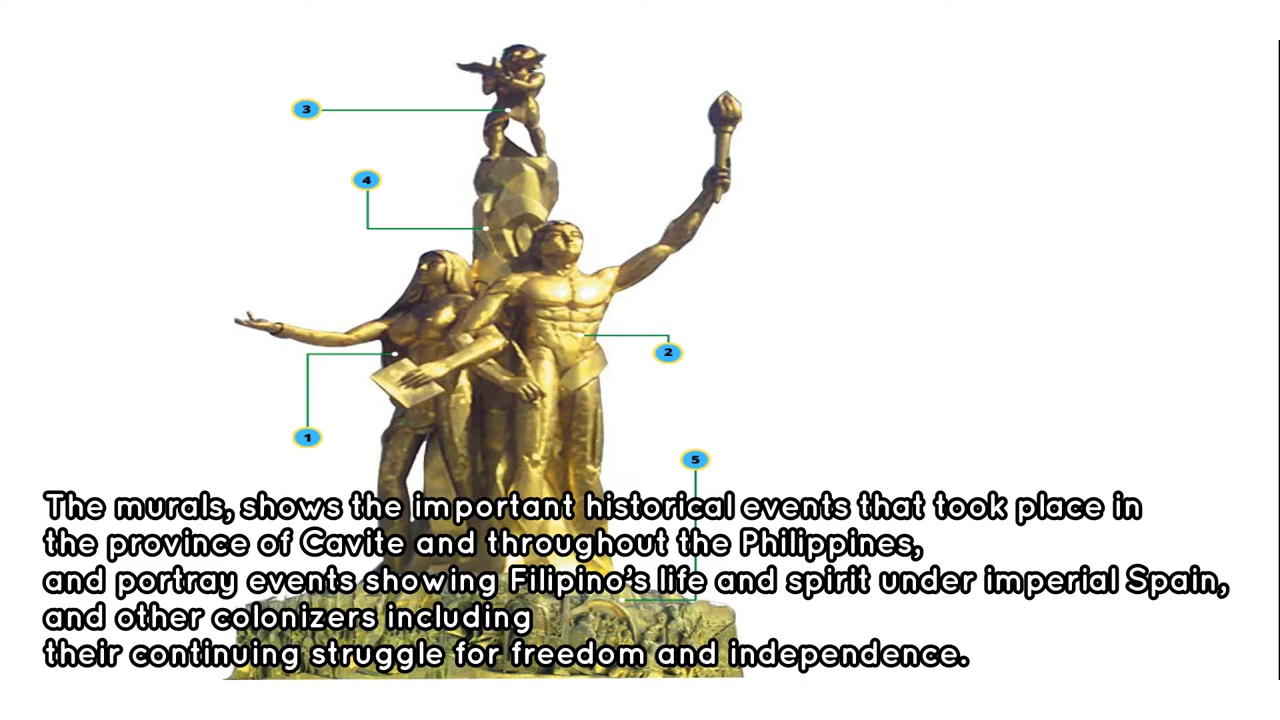 3
4
2
1
5
The murals, shows the important historical events that took place in
the province of Cavite and throughout the Philippines,
and portray events showing Filipino's life and spirit under imperial Spain,
and other colonizers including
their continuing struggle for freedom and independence.